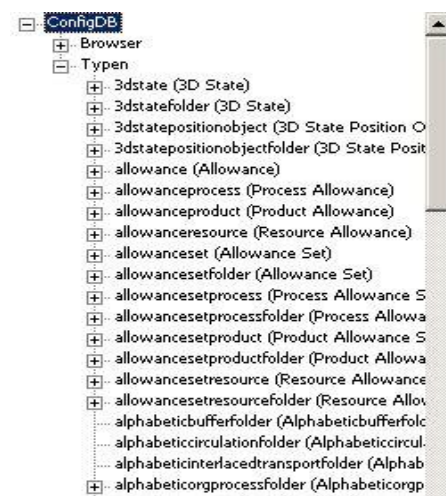 ConfigDB
Browser
Typen
3dstate (3D State)
3dstatefolder (3D State)
3dstatepositionobject (3D State Position O
3dstatepositionobjectfolder (3D State Posit
allowance (Allowance)
allowanceprocess (Process Allowance)
allowanceproduct (Product Allowance)
allowanceresource (Resource Allowance)
allowanceset (Allowance Set)
allowancesetfolder (Allowance Set)
allowancesetprocess (Process Allowance S
allowancesetprocessfolder (Process Allowa
allowancesetproduct (Product Allowance S
allowancesetproductfolder (Product Allowa
allowancesetresource (Resource Allowance
allowancesetresourcefolder (Resource Allow
alphabeticbufferfolder (Alphabeticbufferfolc
alphabeticcirculationfolder (Alphabeticcircul
alphabeticinterlacedtransportfolder (Alphab
alphabeticorgprocessfolder (Alphabeticorgp